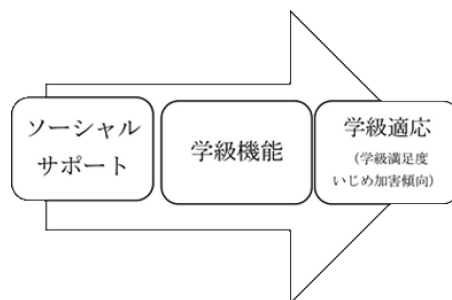 ソーシャル
サポート
学級機能
学級適応
(学級満足度
いじめ加害傾向)